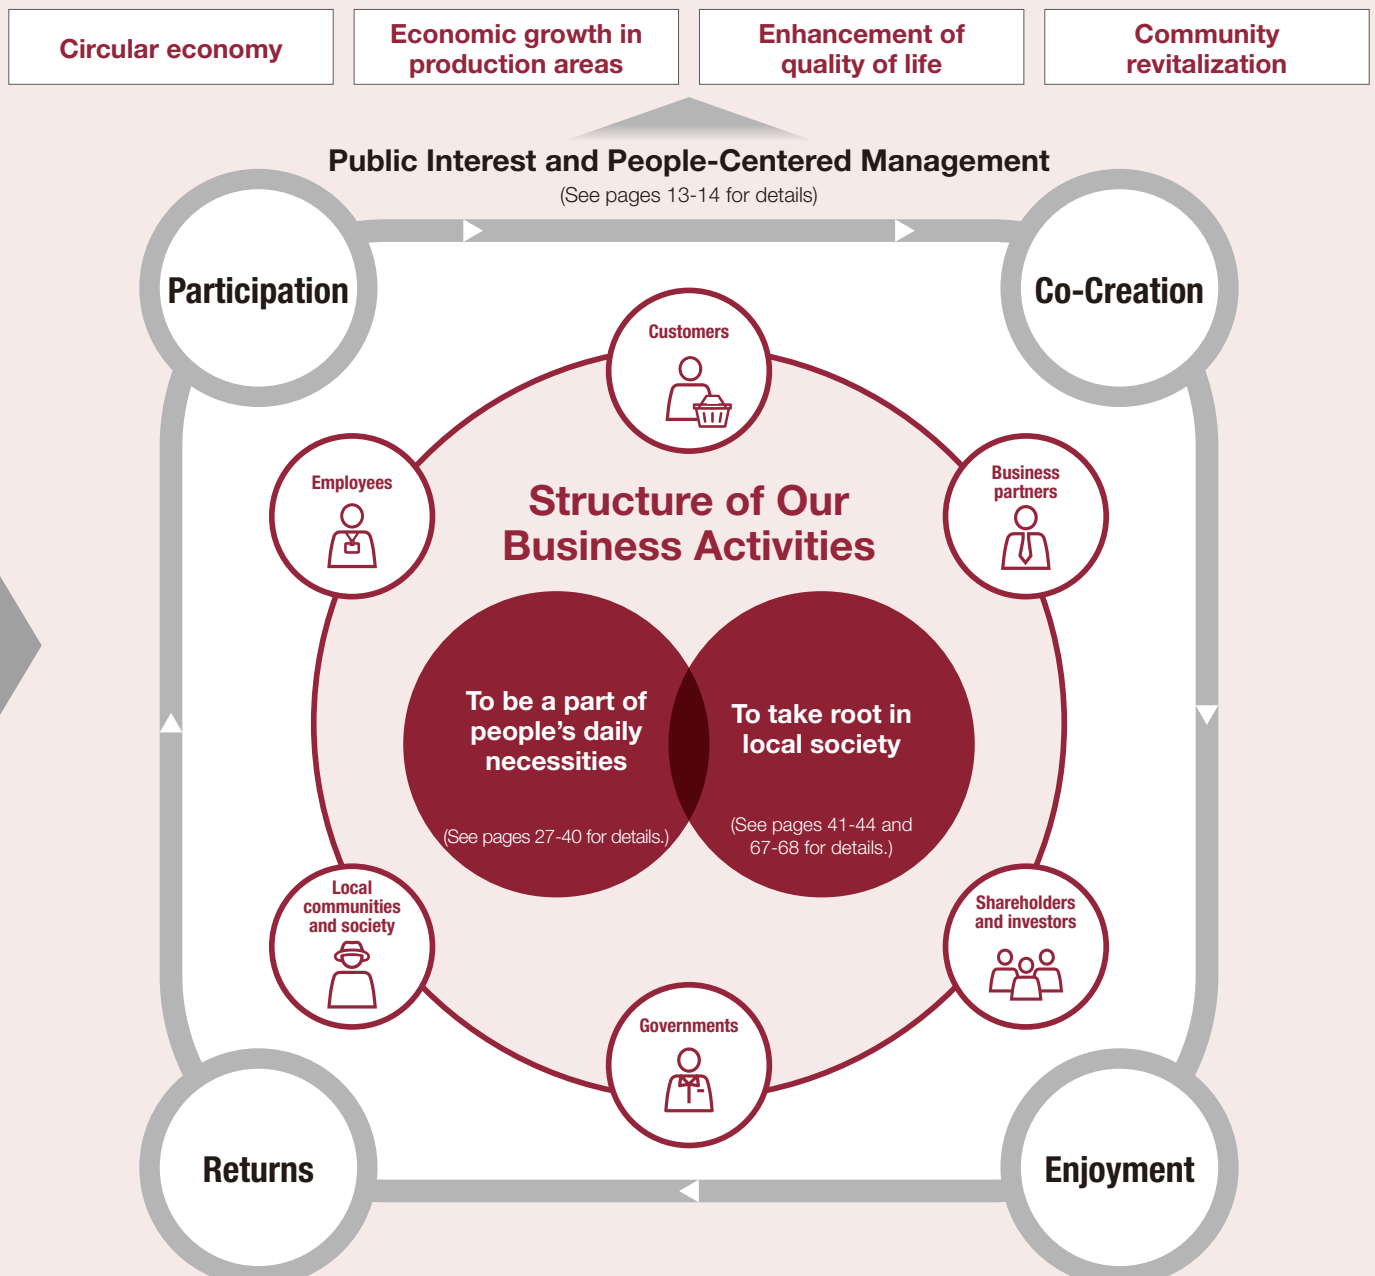 Circular economy
Economic growth in
production areas
Enhancement of
quality of life
Community
revitalization
Public Interest and People-Centered Management
(See pages 13-14 for details)
Participation
Co-Creation
Customers
Employees
Business
partners
Structure of Our
Business Activities
To be a part of
people’s daily
necessities
(See pages 27-40 for details.)
To take root in
local society
(See pages 41-44 and
67-68 for details.)
Local
communities
and society
Shareholders
and investors
Governments
Returns
Enjoyment